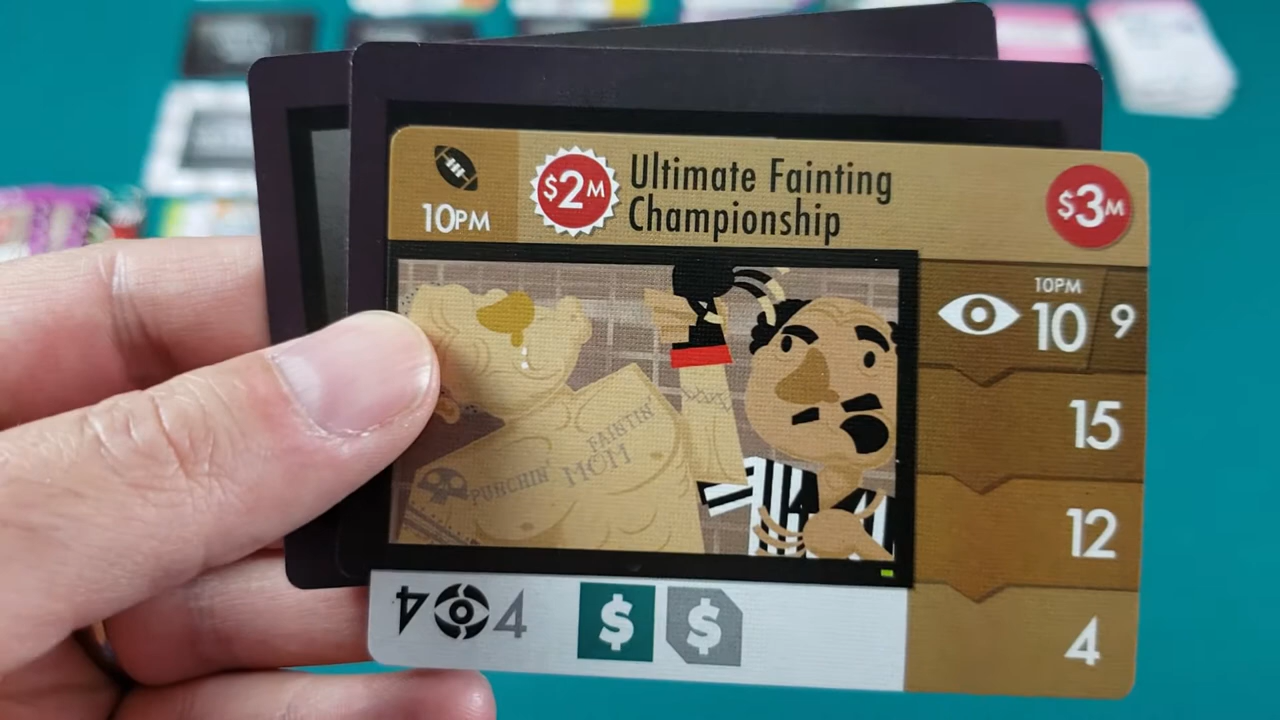 10PM
$2M
Ultimate Fainting
Championship
$3M
10PM
10 9
15
12
4
PUNCHIN' FAINTIN'
MOM
4 4 $ $